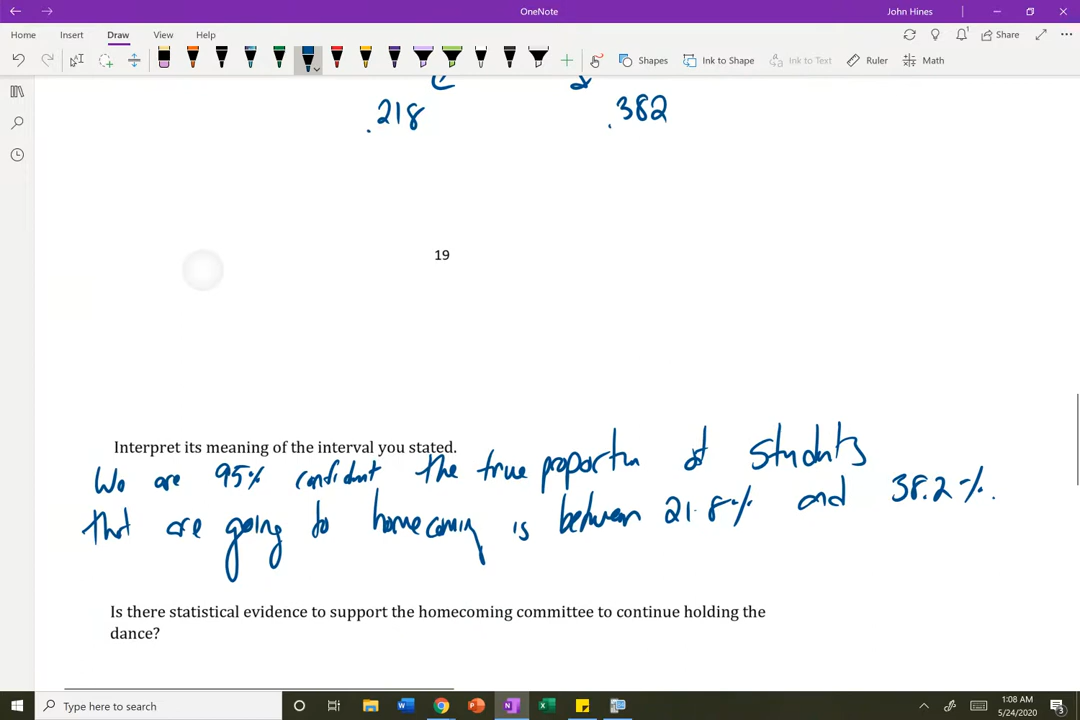 OneNote
John Hines
Home Insert Draw View Help
Share
Shapes Ink to Shape Ink to Text Ruler Math
.218 .382
19
Interpret its meaning of the interval you stated.
We are 95% confident the true proportion of students
that are going to homecoming is between 21.8% and 38.2%.
Is there statistical evidence to support the homecoming committee to continue holding the
dance?
Type here to search
1:08 AM
5/24/2020
3